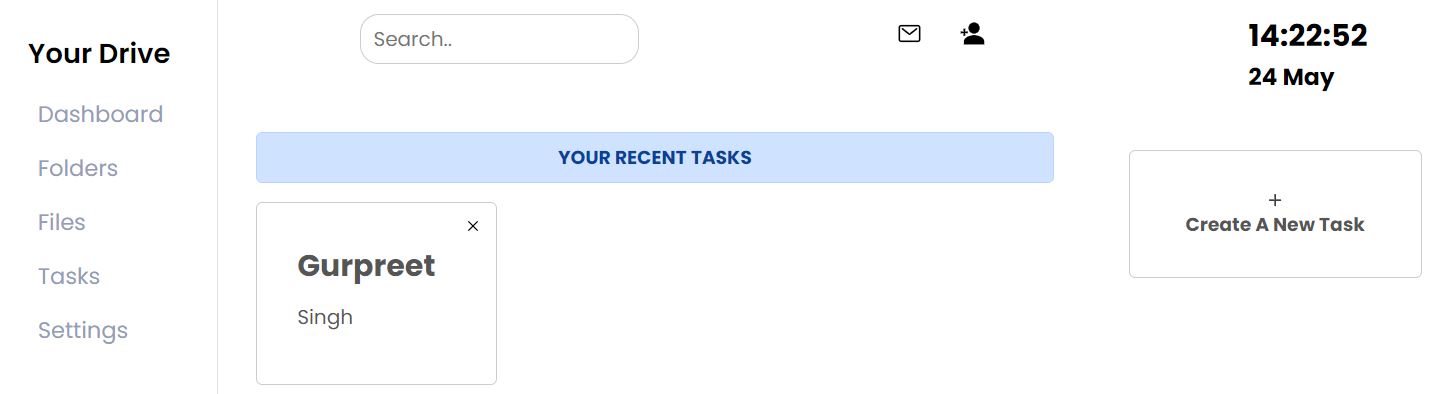 Your Drive
Dashboard
Folders
Files
Tasks
Settings
Search..
14:22:52
24 May
YOUR RECENT TASKS
Gurpreet
Singh
+
Create A New Task